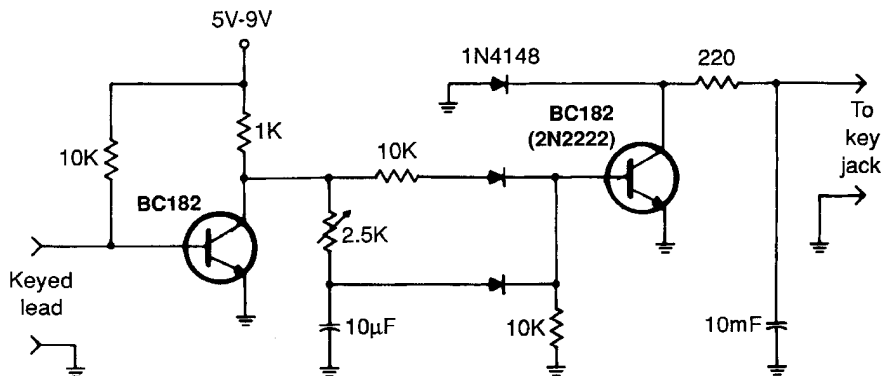 5V-9V
1N4148
220
BC182
(2N2222)
1K
10K
10K
BC182
To
key
jack
2.5K
Keyed
lead
10µF
10K
10mF